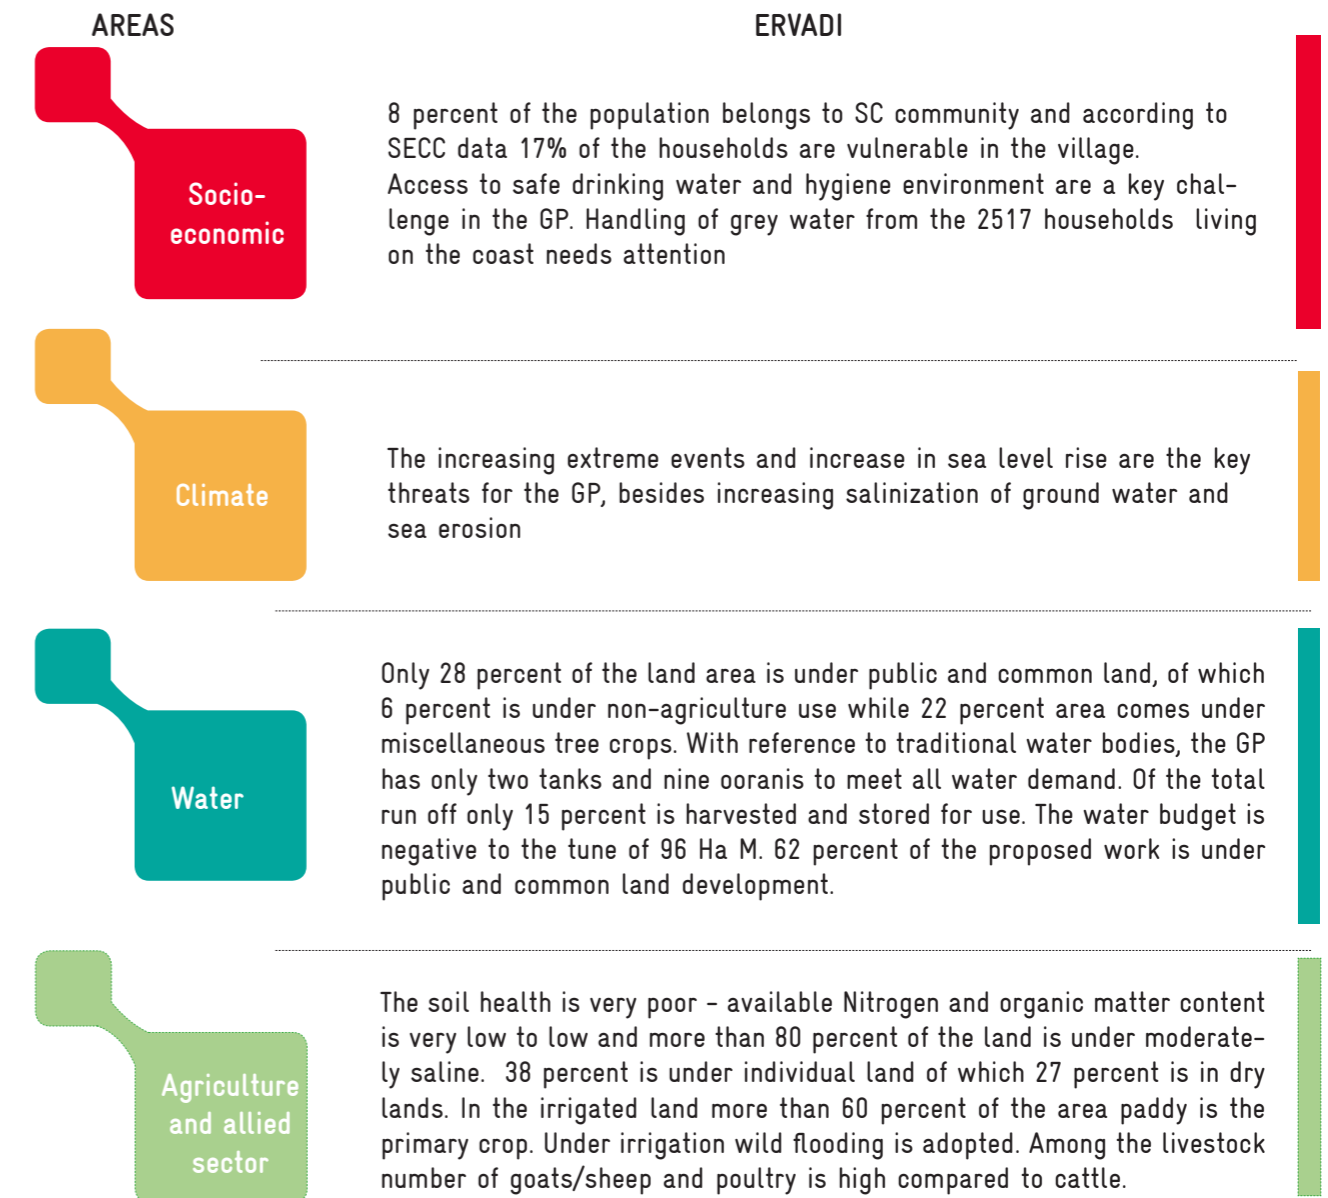 AREAS
ERVADI
Socio-
economic
8 percent of the population belongs to SC community and according to
SECC data 17% of the households are vulnerable in the village.
Access to safe drinking water and hygiene environment are a key chal-
lenge in the GP. Handling of grey water from the 2517 households living
on the coast needs attention
Climate
The increasing extreme events and increase in sea level rise are the key
threats for the GP, besides increasing salinization of ground water and
sea erosion
Water
Only 28 percent of the land area is under public and common land, of which
6 percent is under non-agriculture use while 22 percent area comes under
miscellaneous tree crops. With reference to traditional water bodies, the GP
has only two tanks and nine ooranis to meet all water demand. Of the total
run off only 15 percent is harvested and stored for use. The water budget is
negative to the tune of 96 Ha M. 62 percent of the proposed work is under
public and common land development.
Agriculture
and allied
sector
The soil health is very poor - available Nitrogen and organic matter content
is very low to low and more than 80 percent of the land is under moderate-
ly saline. 38 percent is under individual land of which 27 percent is in dry
lands. In the irrigated land more than 60 percent of the area paddy is the
primary crop. Under irrigation wild flooding is adopted. Among the livestock
number of goats/sheep and poultry is high compared to cattle.